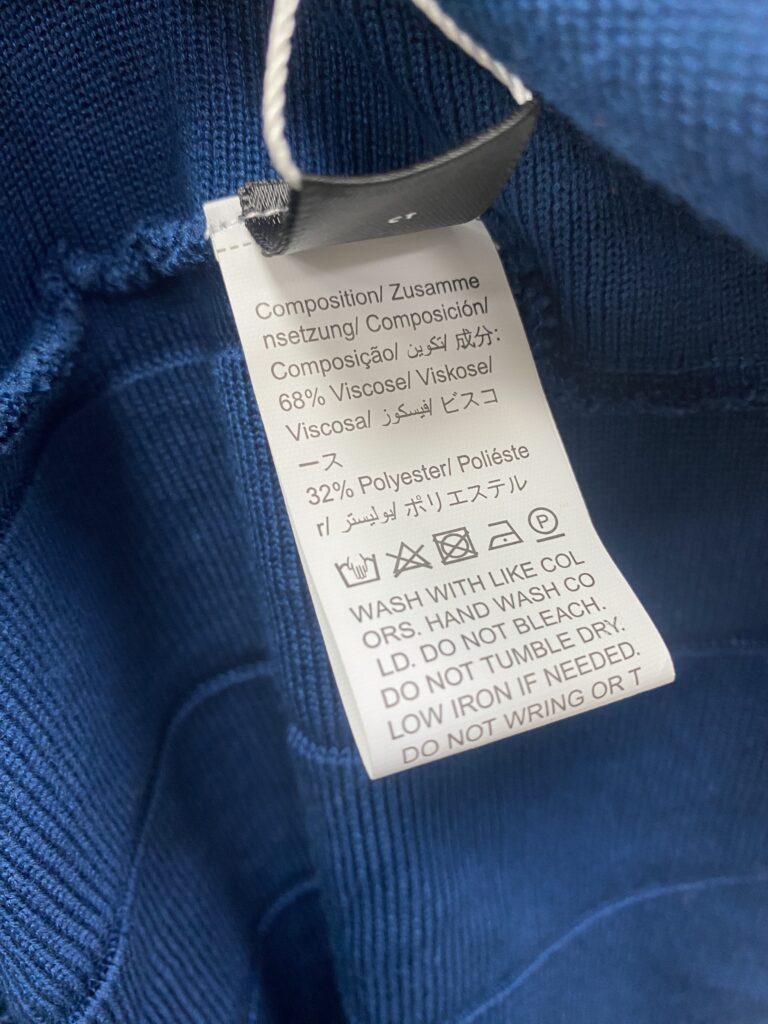 CT
Composition/ Zusamme
nsetzung/ Composición/
Composição/ تكوين/ 成分:
68% Viscose/ Viskose/
Viscosa/ فيسكوز/ ビスコ
ース
32% Polyester/ Poliéste
r/ بوليستر/ ポリエステル
P
WASH WITH LIKE COL
ORS. HAND WASH CO
LD. DO NOT BLEACH.
DO NOT TUMBLE DRY.
LOW IRON IF NEEDED.
DO NOT WRING OR T